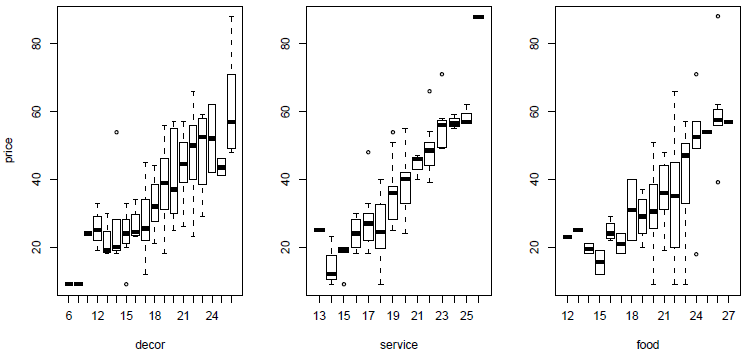 price
20 40 60 80
6 12 15 18 21 24
decor
20 40 60 80
13 15 17 19 21 23 25
service
20 40 60 80
12 15 18 21 24 27
food